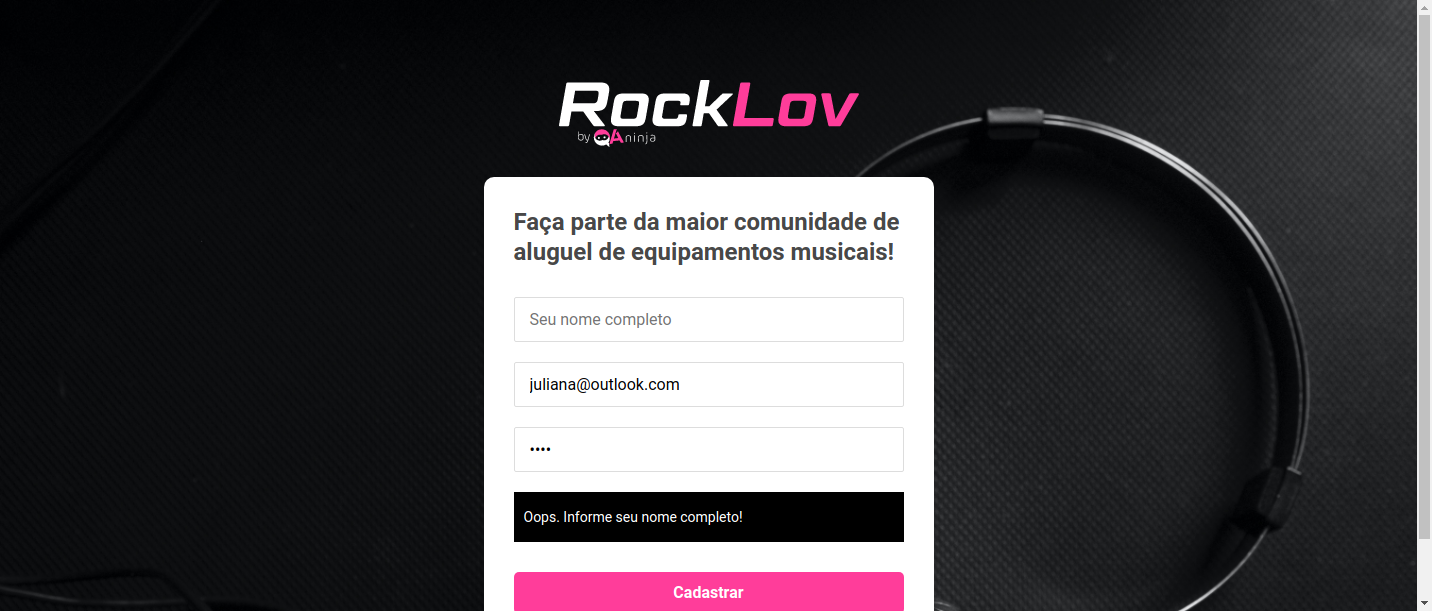 RockLov
by QAninja
Faça parte da maior comunidade de
aluguel de equipamentos musicais!
Seu nome completo
juliana@outlook.com
••••
Oops. Informe seu nome completo!
Cadastrar